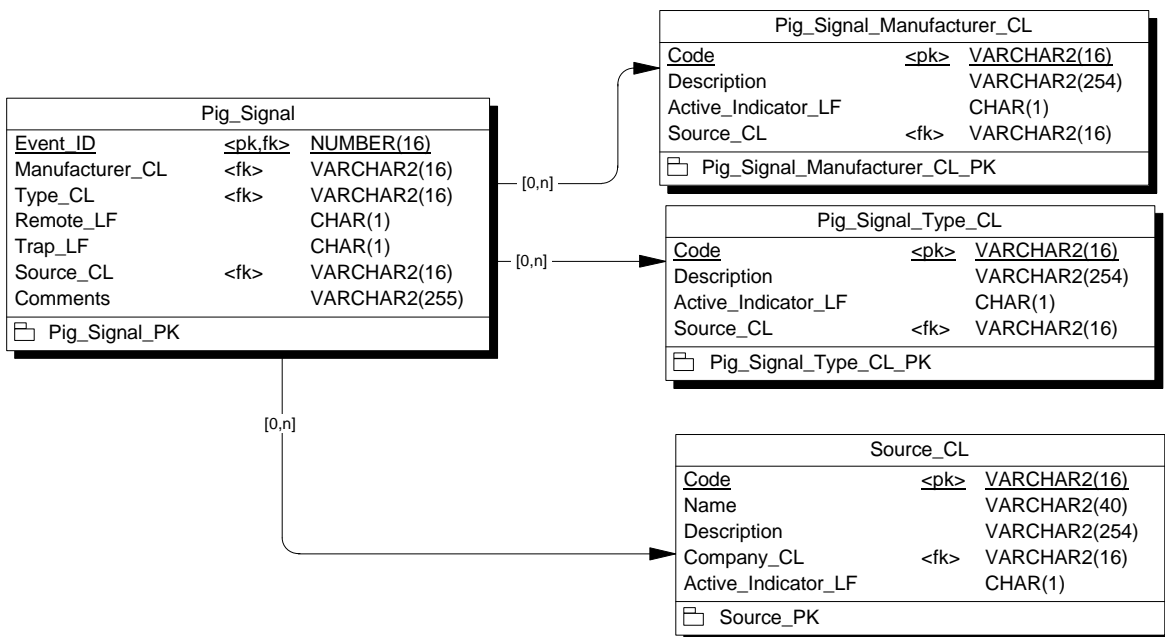 Pig_Signal
Event_ID <pk,fk> NUMBER(16)
Manufacturer_CL <fk> VARCHAR2(16)
Type_CL <fk> VARCHAR2(16)
Remote_LF CHAR(1)
Trap_LF CHAR(1)
Source_CL <fk> VARCHAR2(16)
Comments VARCHAR2(255)
Pig_Signal_PK
[0,n]
[0,n]
[0,n]
Pig_Signal_Manufacturer_CL
Code <pk> VARCHAR2(16)
Description VARCHAR2(254)
Active_Indicator_LF CHAR(1)
Source_CL <fk> VARCHAR2(16)
Pig_Signal_Manufacturer_CL_PK
Pig_Signal_Type_CL
Code <pk> VARCHAR2(16)
Description VARCHAR2(254)
Active_Indicator_LF CHAR(1)
Source_CL <fk> VARCHAR2(16)
Pig_Signal_Type_CL_PK
Source_CL
Code <pk> VARCHAR2(16)
Name VARCHAR2(40)
Description VARCHAR2(254)
Company_CL <fk> VARCHAR2(16)
Active_Indicator_LF CHAR(1)
Source_PK